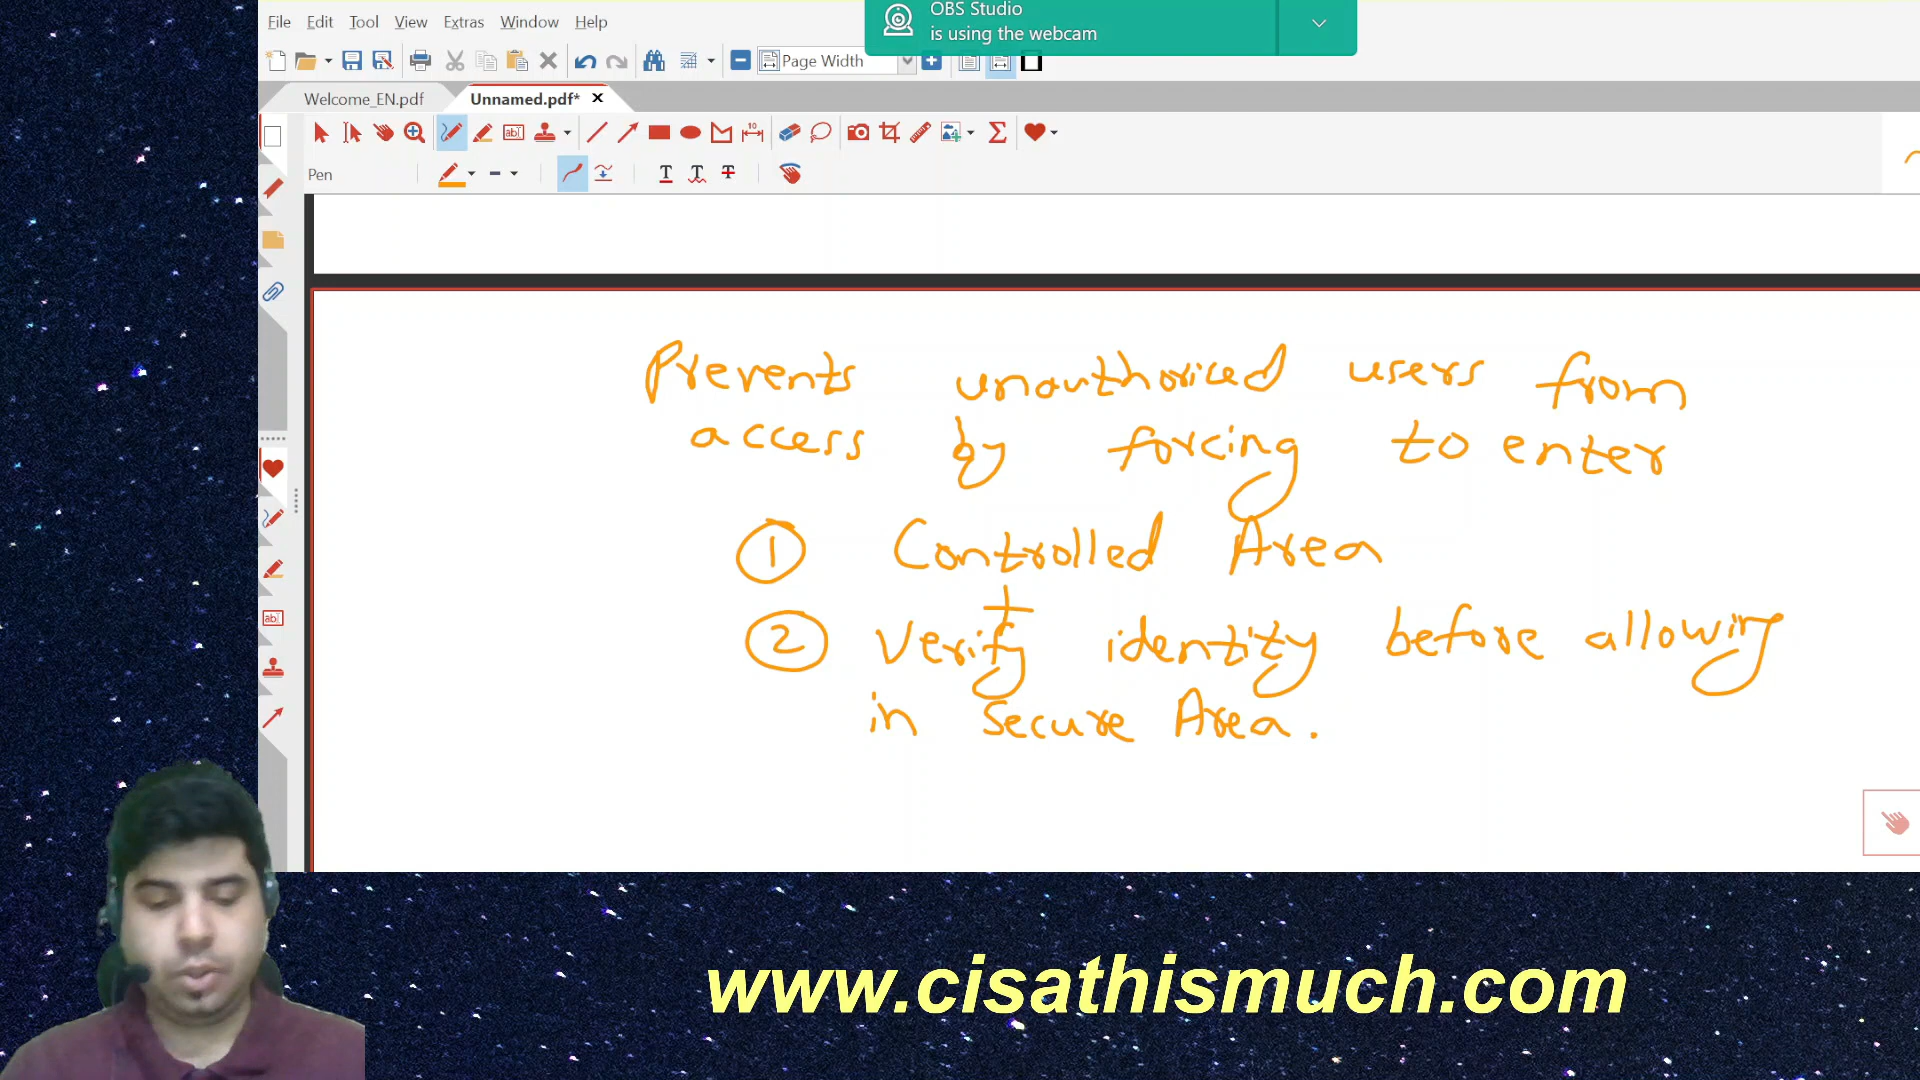 OBS Studio
is using the webcam
File Edit Tool View Extras Window Help
Page Width
Welcome_EN.pdf Unnamed.pdf*
Pen
Prevents unauthorized users from
access by forcing to enter
1 Controlled Area
+
2 Verify identity before allowing
in secure Area.
www.cisathismuch.com